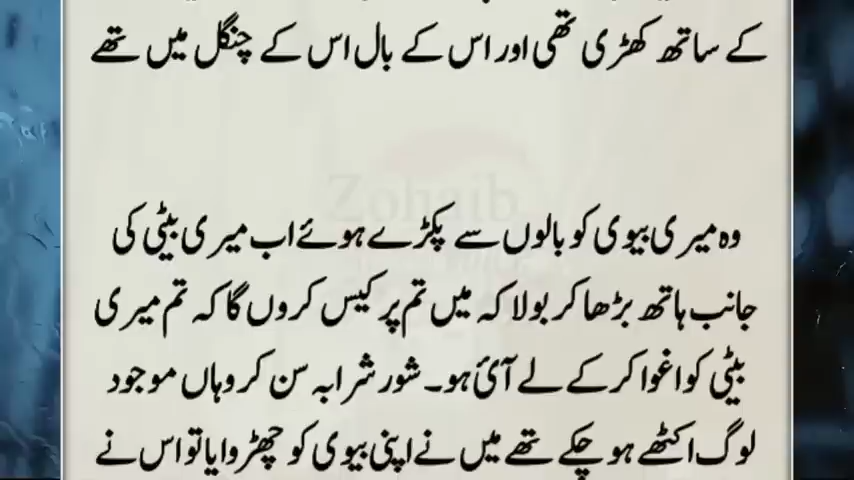 کے ساتھ کھڑی تھی اور اس کے بال اس کے چنگل میں تھے
Zohaib
وہ میری بیوی کو بالوں سے پکڑے ہوئے اب میری بیٹی کی
جانب ہاتھ بڑھا کر بولا کہ میں تم پر کیس کروں گا کہ تم میری
بیٹی کو اغوا کر کے لے آئ ہو۔ شور شرابہ سن کر وہاں موجود
لوگ اکٹھے ہو چکے تھے میں نے اپنی بیوی کو چھڑوایا تو اس نے